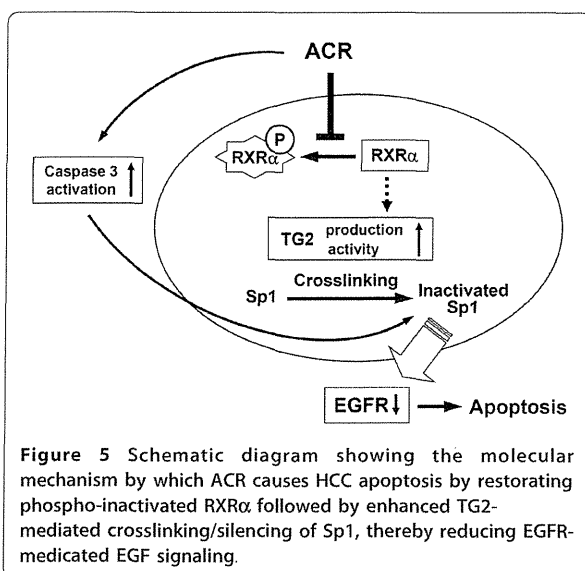 ACR
P
RXRα
RXRα
Caspase 3
activation
TG2 production
activity
Crosslinking
Sp1
Inactivated
Sp1
EGFR
Apoptosis
Figure 5 Schematic diagram showing the molecular
mechanism by which ACR causes HCC apoptosis by restorating
phospho-inactivated RXRα followed by enhanced TG2-
mediated crosslinking/silencing of Sp1, thereby reducing EGFR-
medicated EGF signaling.